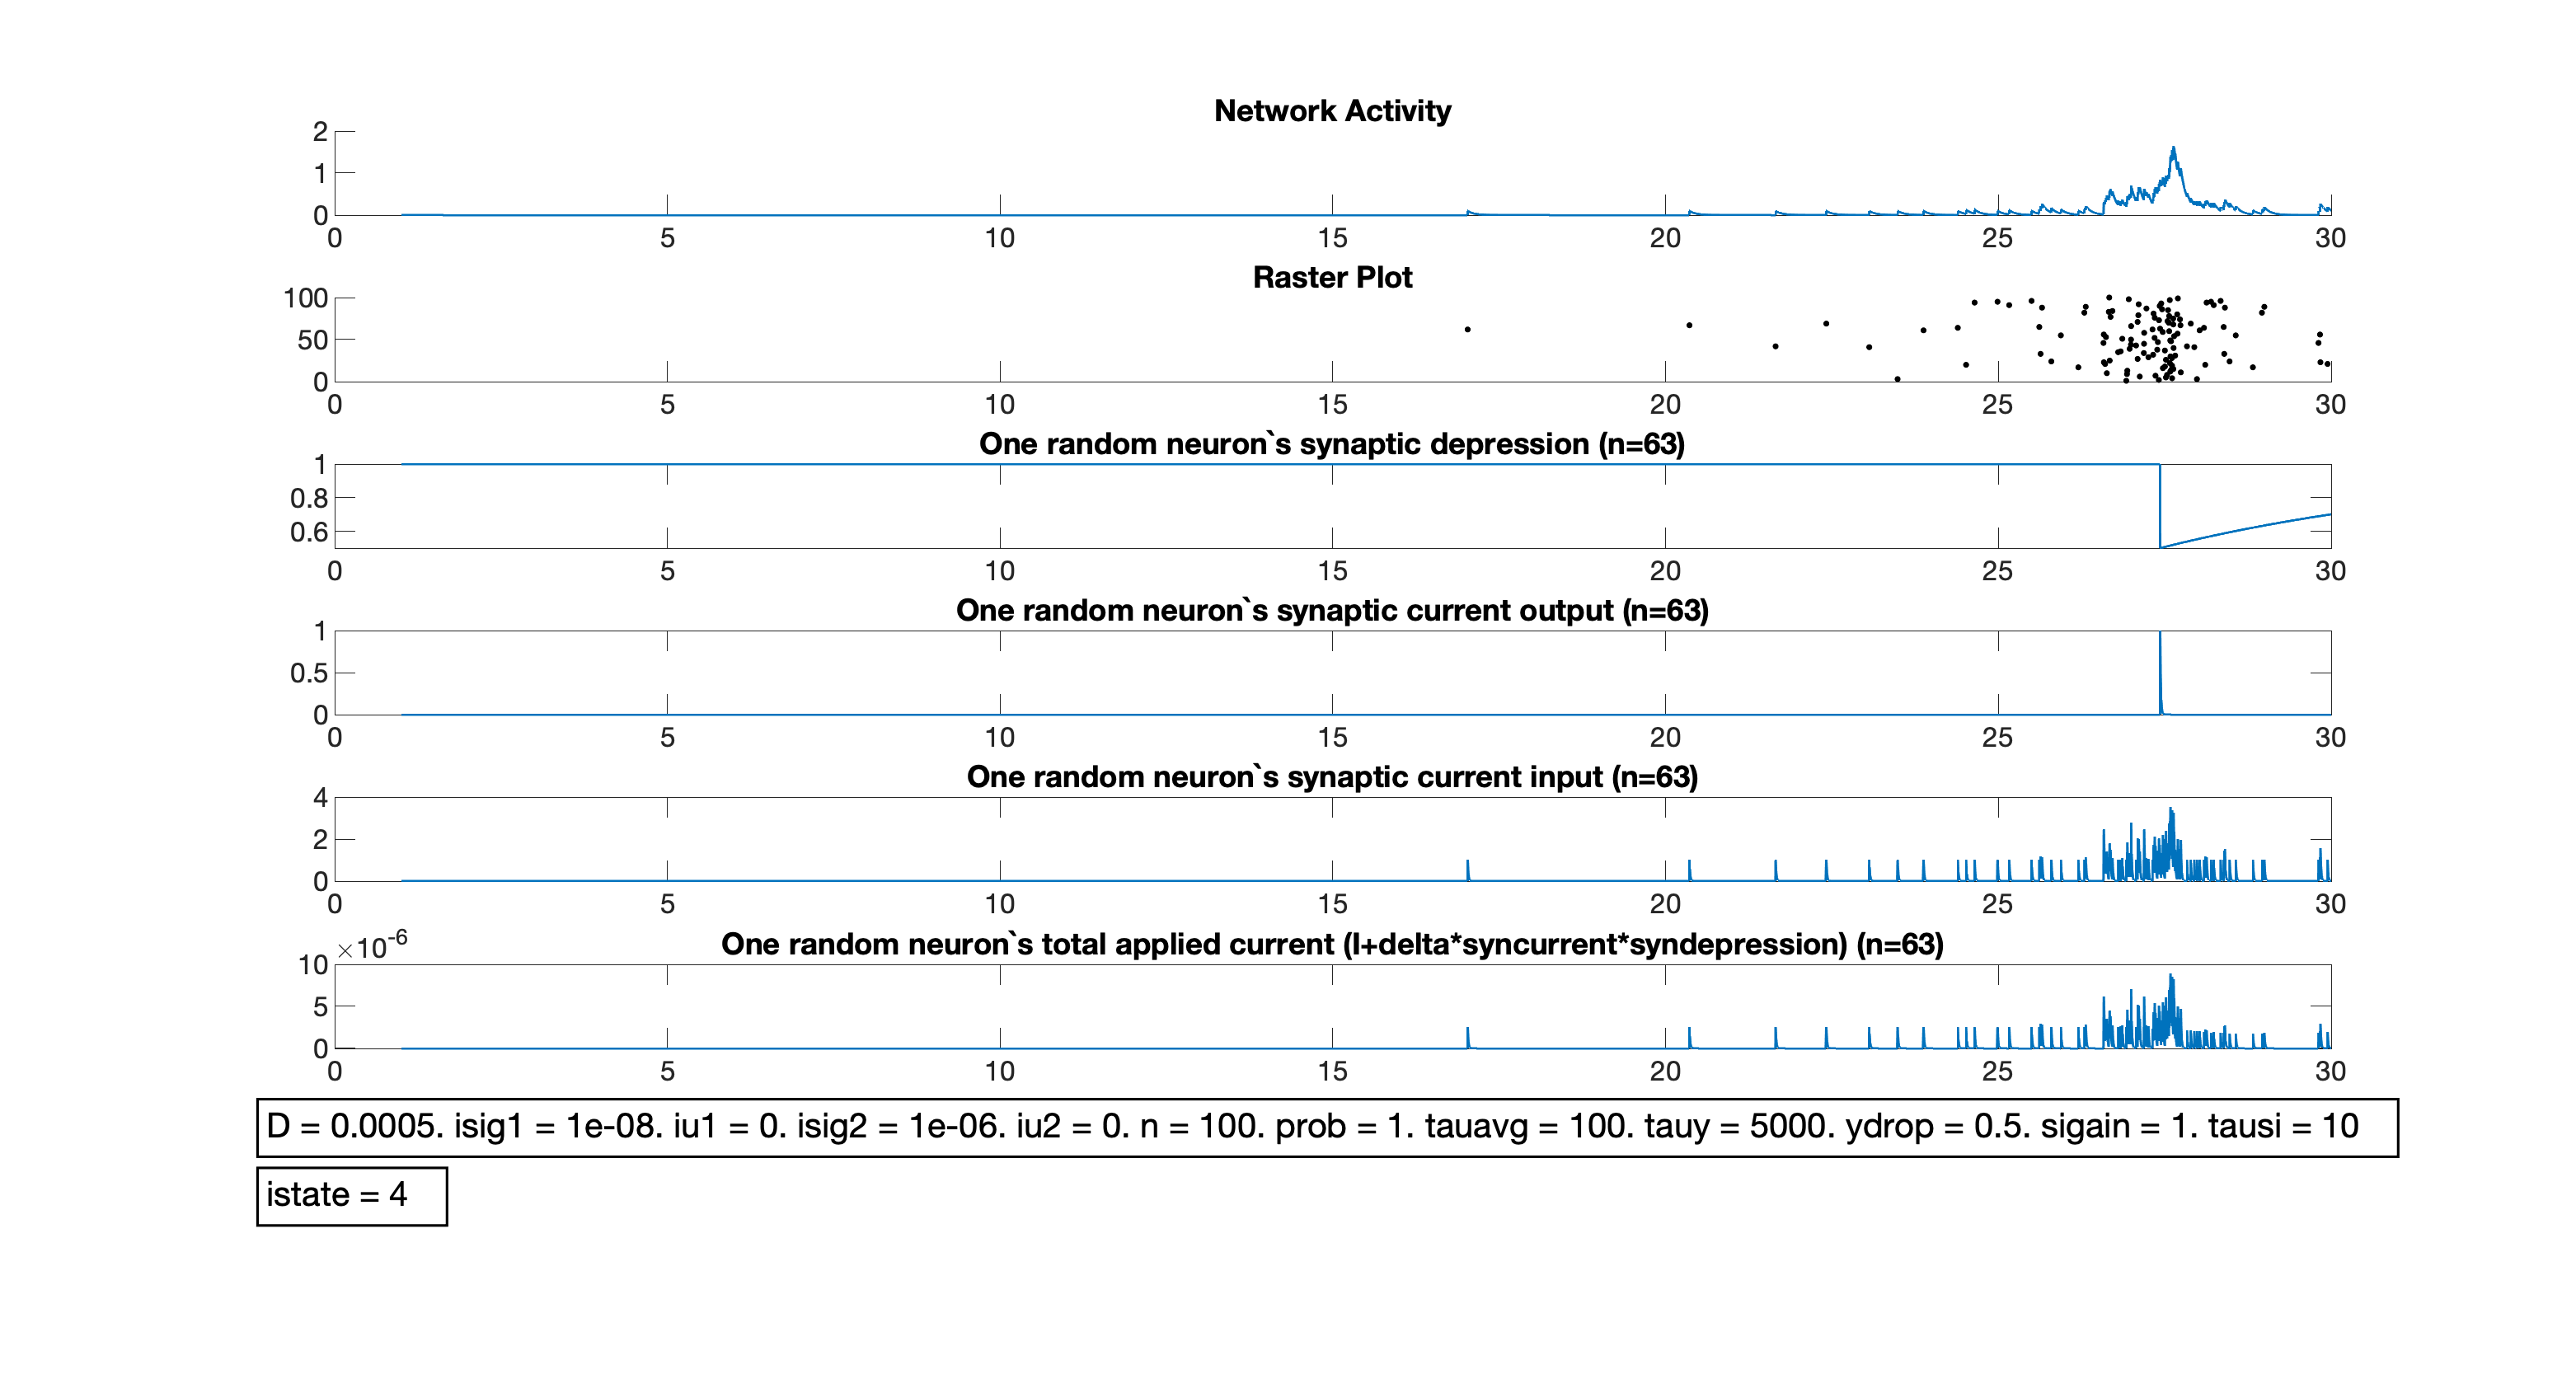 Network Activity
2
1
0
0 5 10 15 20 25 30
Raster Plot
100
50
0
0 5 10 15 20 25 30
One random neuron`s synaptic depression (n=63)
1
0.8
0.6
0 5 10 15 20 25 30
One random neuron`s synaptic current output (n=63)
1
0.5
0
0 5 10 15 20 25 30
One random neuron`s synaptic current input (n=63)
4
2
0
0 5 10 15 20 25 30
×10-6
One random neuron`s total applied current (I+delta*syncurrent*syndepression) (n=63)
10
5
0
0 5 10 15 20 25 30
D = 0.0005. isig1 = 1e-08. iu1 = 0. isig2 = 1e-06. iu2 = 0. n = 100. prob = 1. tauavg = 100. tauy = 5000. ydrop = 0.5. sigain = 1. tausi = 10
istate = 4